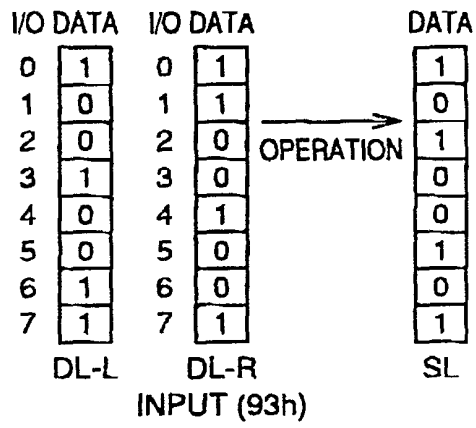 I/O DATA I/O DATA DATA
0 1 0 1 1
1 0 1 1 0
2 0 2 0 1
OPERATION
3 1 3 0 0
4 0 4 1 0
5 0 5 0 1
6 1 6 0 0
7 1 7 1 1
DL-L DL-R SL
INPUT (93h)